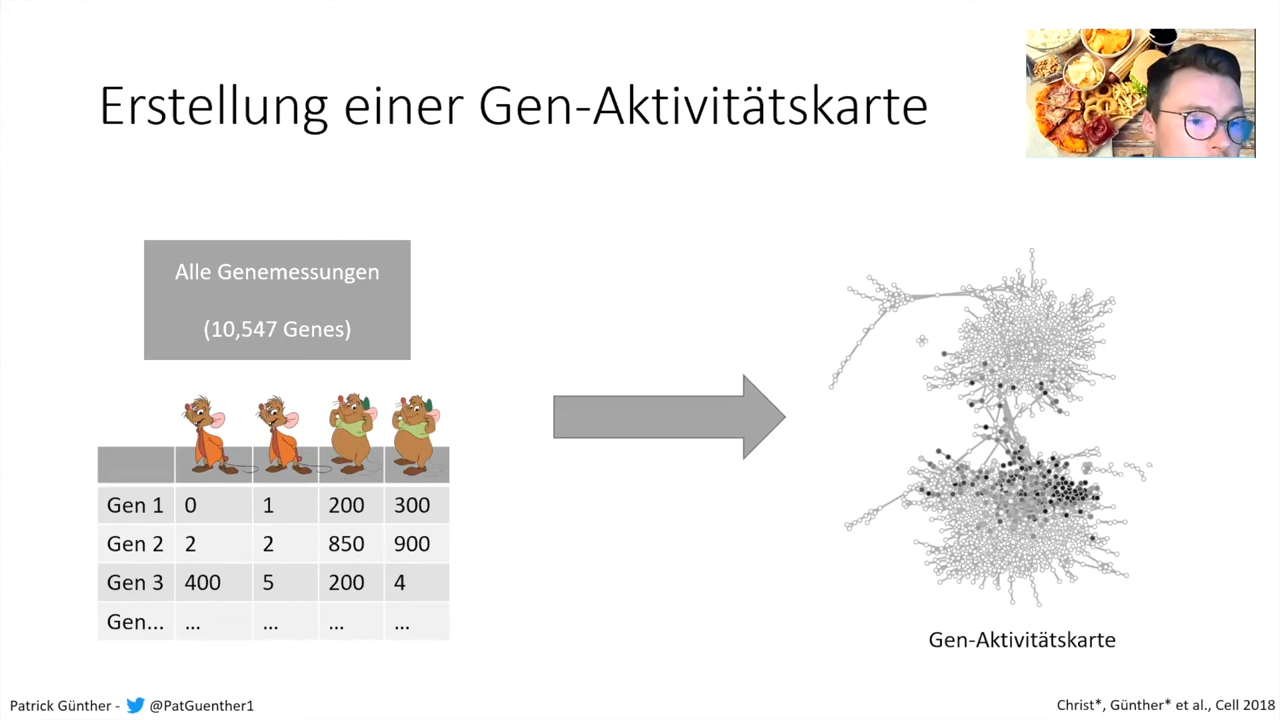 Erstellung einer Gen-Aktivitätskarte
Alle Genemessungen
(10,547 Genes)
Gen 1 0 1 200 300
Gen 2 2 2 850 900
Gen 3 400 5 200 4
Gen... ... ... ... ...
Gen-Aktivitätskarte
Patrick Günther - @PatGuenther1
Christ*, Günther* et al., Cell 2018